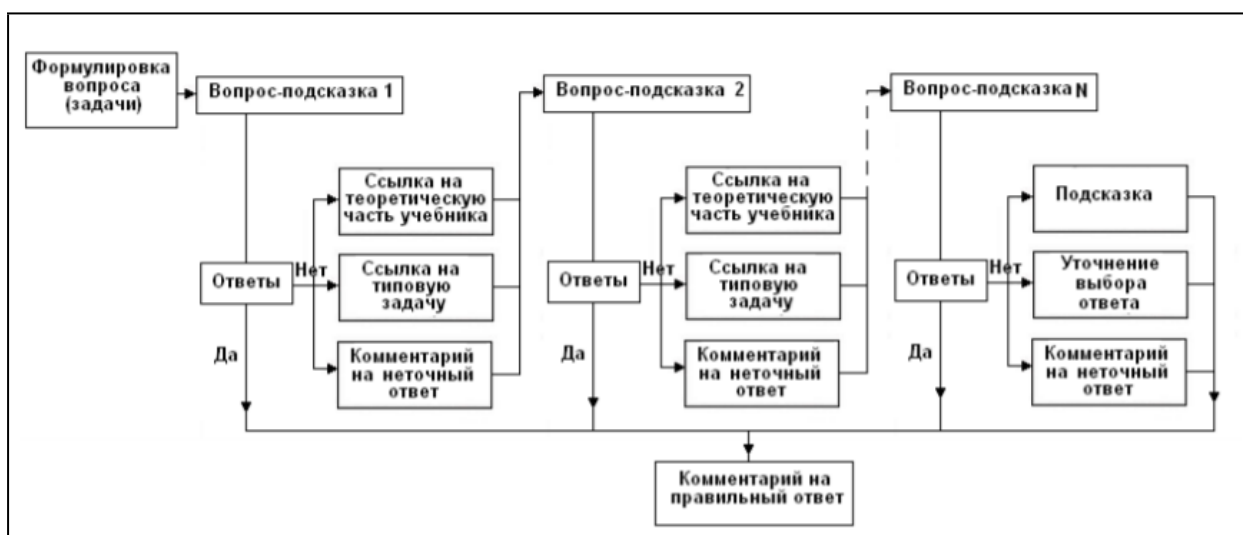 Формулировка
вопроса
(задачи)
Вопрос-подсказка 1
Вопрос-подсказка 2
Вопрос-подсказка N
Ссылка на
теоретическую
часть учебника
Ссылка на
теоретическую
часть учебника
Подсказка
Ответы
Нет
Ссылка на
типовую
задачу
Ответы
Нет
Ссылка на
типовую
задачу
Ответы
Нет
Уточнение
выбора
ответа
Да
Комментарий
на неточный
ответ
Да
Комментарий
на неточный
ответ
Да
Комментарий
на неточный
ответ
Комментарий на
правильный ответ